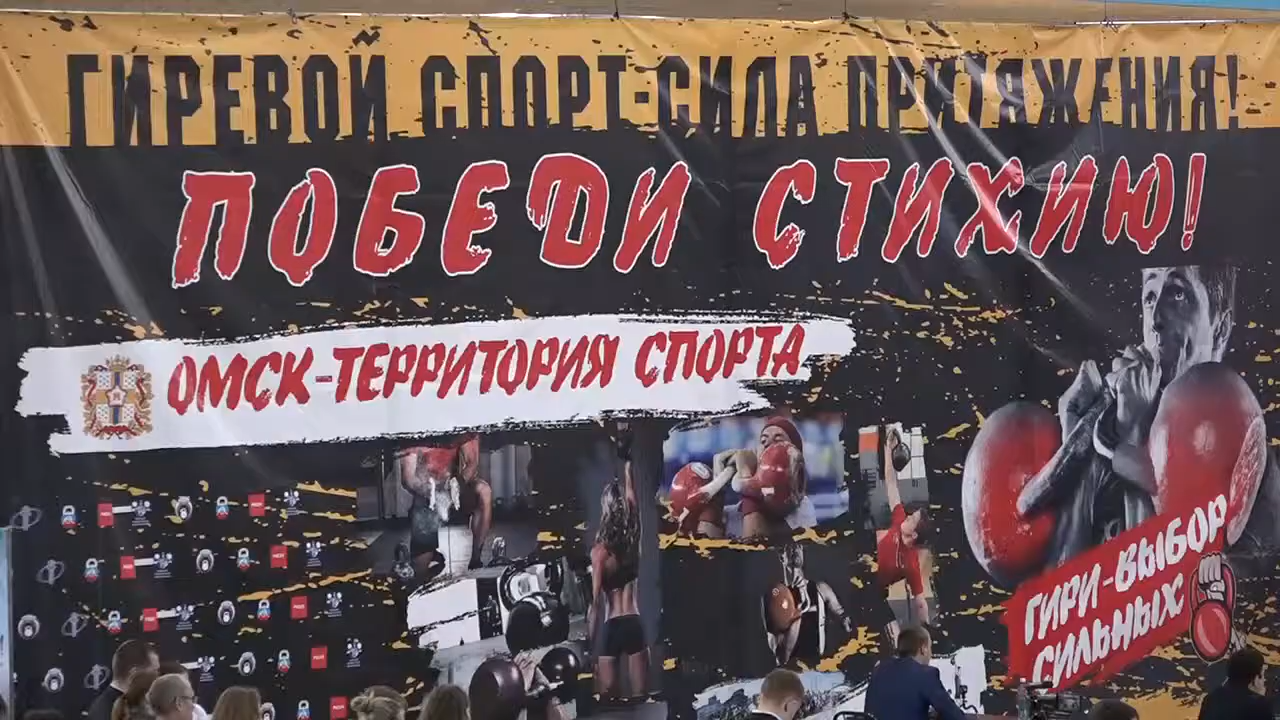 ГИРЕВОЙ СПОРТ-СИЛА ПРИТЯЖЕНИЯ!
ПОБЕДИ СТИХИЮ!
ОМСК-ТЕРРИТОРИЯ СПОРТА
ГИРИ-ВЫБОР
СИЛЬНЫХ